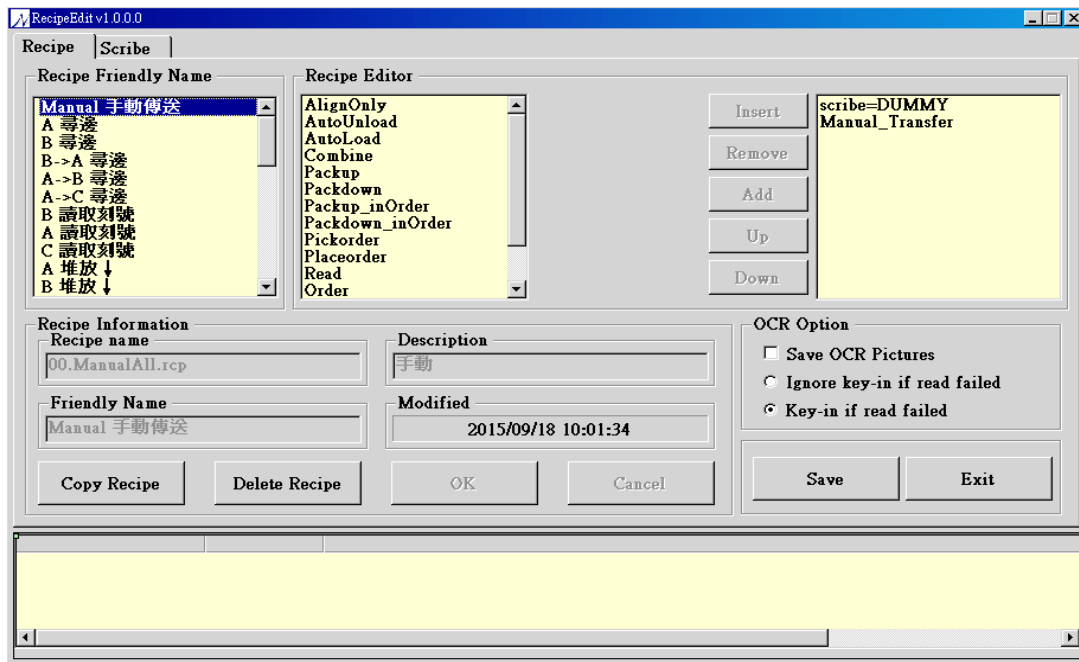 RecipeEdit v1.0.0.0
Recipe
Scribe
Recipe Friendly Name
Manual 手動傳送
A 尋邊
B 尋邊
B->A 尋邊
A->B 尋邊
A->C 尋邊
B 讀取刻號
A 讀取刻號
C 讀取刻號
A 堆放↓
B 堆放↓
Recipe Editor
AlignOnly
AutoUnload
AutoLoad
Combine
Packup
Packdown
Packup_inOrder
Packdown_inOrder
Pickorder
Placeorder
Read
Order
Insert
Remove
Add
Up
Down
scribe=DUMMY
Manual_Transfer
Recipe Information
Recipe name
00.ManualAll.rcp
Description
手動
Friendly Name
Manual 手動傳送
Modified
2015/09/18 10:01:34
Copy Recipe
Delete Recipe
OK
Cancel
OCR Option
Save OCR Pictures
Ignore key-in if read failed
Key-in if read failed
Save
Exit